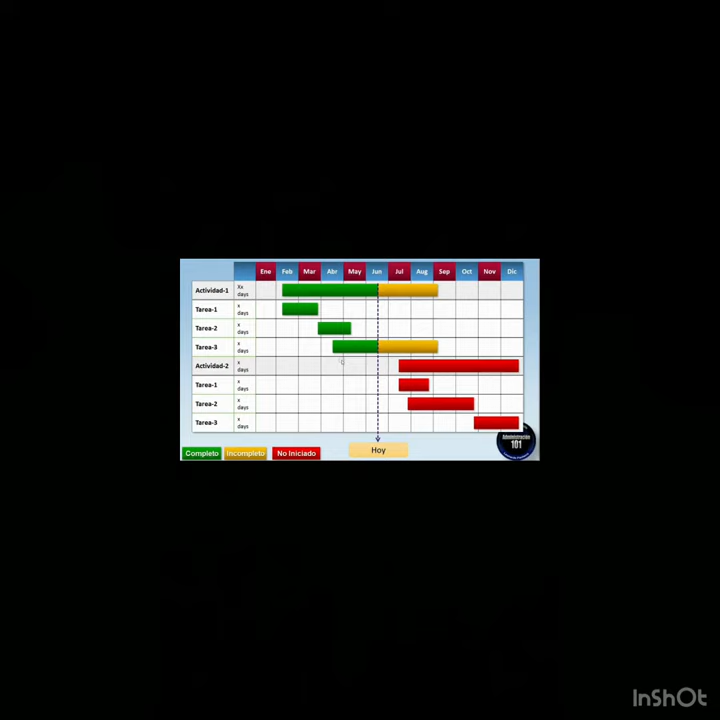 Ene Feb Mar Abr May Jun Jul Aug Sep Oct Nov Dic
Actividad-1 Xx days
Tarea-1 x days
Tarea-2 x days
Tarea-3 x days
Actividad-2 x days
Tarea-1 x days
Tarea-2 x days
Tarea-3 x days
Completo Incompleto No Iniciado Hoy
Administración
101
InShOt